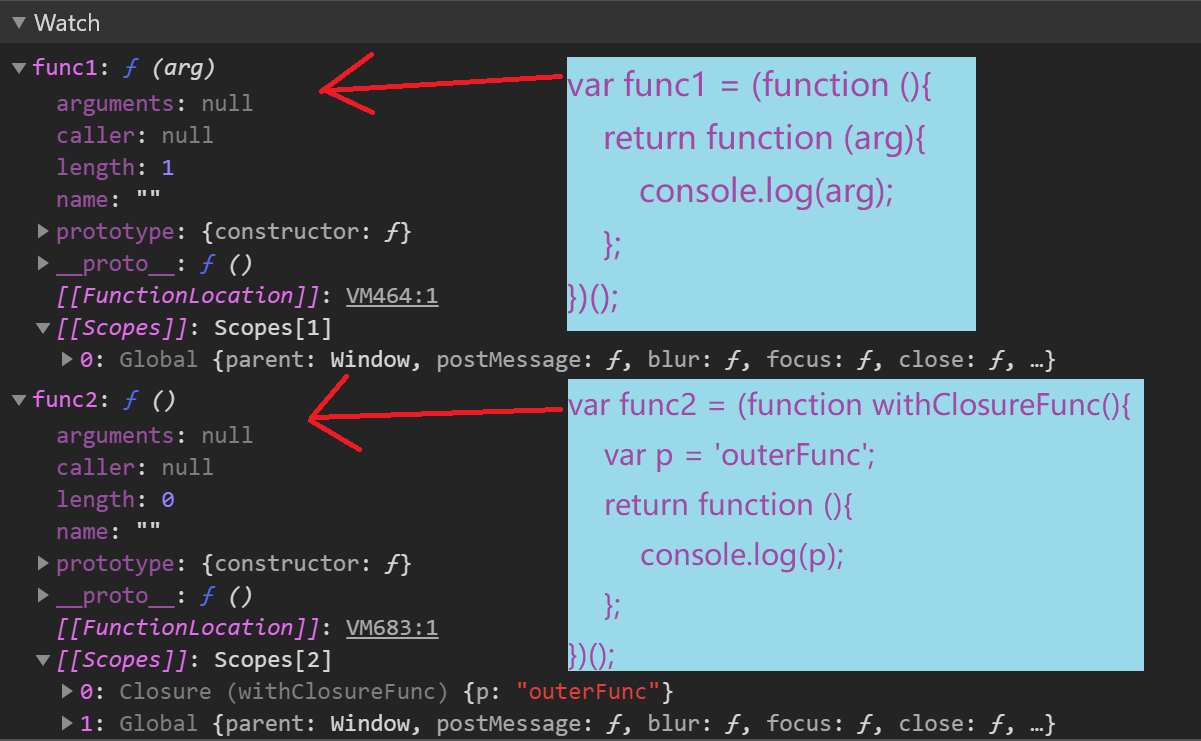 Watch
func1: ƒ (arg)
arguments: null
caller: null
length: 1
name: ""
prototype: {constructor: ƒ}
__proto__: ƒ ()
[[FunctionLocation]]: VM464:1
[[Scopes]]: Scopes[1]
0: Global {parent: Window, postMessage: ƒ, blur: ƒ, focus: ƒ, close: ƒ, …}
var func1 = (function (){
return function (arg){
console.log(arg);
};
})();
func2: ƒ ()
arguments: null
caller: null
length: 0
name: ""
prototype: {constructor: ƒ}
__proto__: ƒ ()
[[FunctionLocation]]: VM683:1
[[Scopes]]: Scopes[2]
0: Closure (withClosureFunc) {p: "outerFunc"}
1: Global {parent: Window, postMessage: ƒ, blur: ƒ, focus: ƒ, close: ƒ, …}
var func2 = (function withClosureFunc(){
var p = 'outerFunc';
return function (){
console.log(p);
};
})();